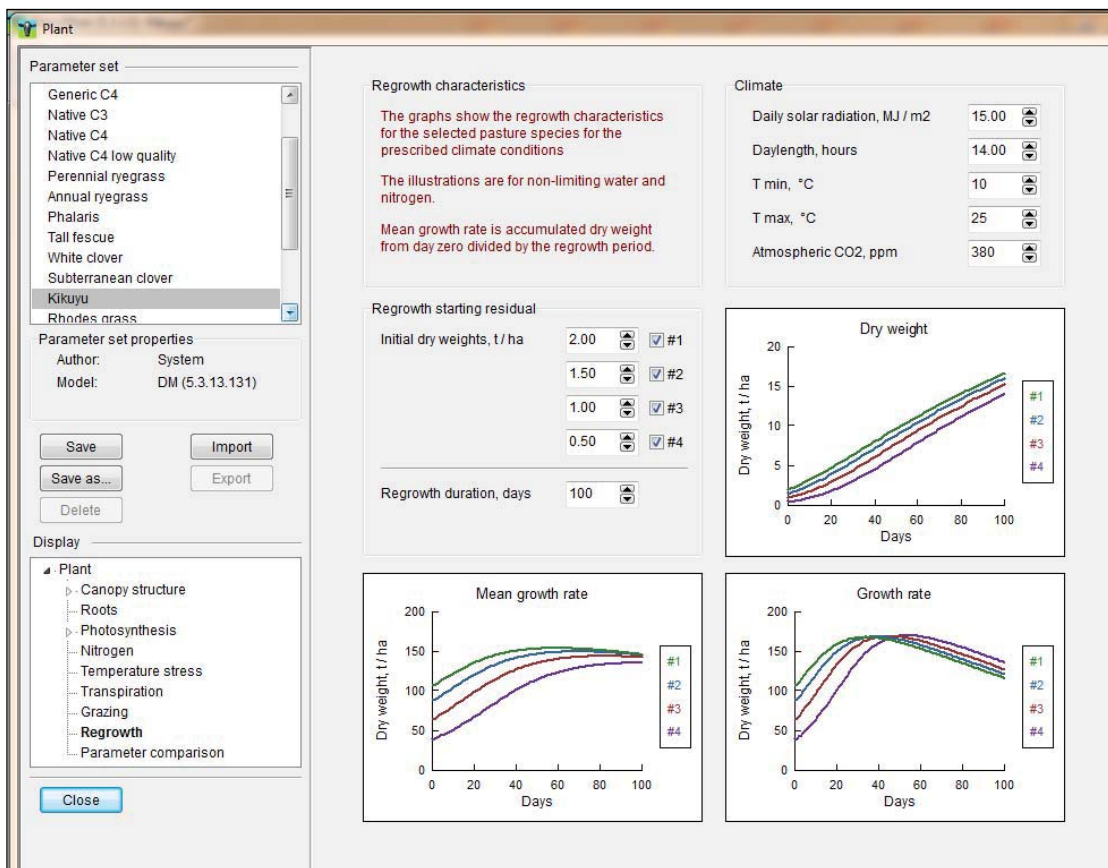 Plant
Parameter set
Generic C4
Native C3
Native C4
Native C4 low quality
Perennial ryegrass
Annual ryegrass
Phalaris
Tall fescue
White clover
Subterranean clover
Kikuyu
Rhodes grass
Parameter set properties
Author: System
Model: DM (5.3.13.131)
Save Import
Save as... Export
Delete
Display
Plant
Canopy structure
Roots
Photosynthesis
Nitrogen
Temperature stress
Transpiration
Grazing
Regrowth
Parameter comparison
Close
Regrowth characteristics
The graphs show the regrowth characteristics
for the selected pasture species for the
prescribed climate conditions
The illustrations are for non-limiting water and
nitrogen.
Mean growth rate is accumulated dry weight
from day zero divided by the regrowth period.
Climate
Daily solar radiation, MJ / m2 15.00
Daylength, hours 14.00
T min, °C 10
T max, °C 25
Atmospheric CO2, ppm 380
Regrowth starting residual
Initial dry weights, t / ha 2.00 #1
1.50 #2
1.00 #3
0.50 #4
Regrowth duration, days 100
Dry weight
Dry weight, t / ha
20
15
10
5
0
0 20 40 60 80 100
Days
#1
#2
#3
#4
Mean growth rate
Dry weight, t / ha
200
150
100
50
0
0 20 40 60 80 100
Days
#1
#2
#3
#4
Growth rate
Dry weight, t / ha
200
150
100
50
0
0 20 40 60 80 100
Days
#1
#2
#3
#4